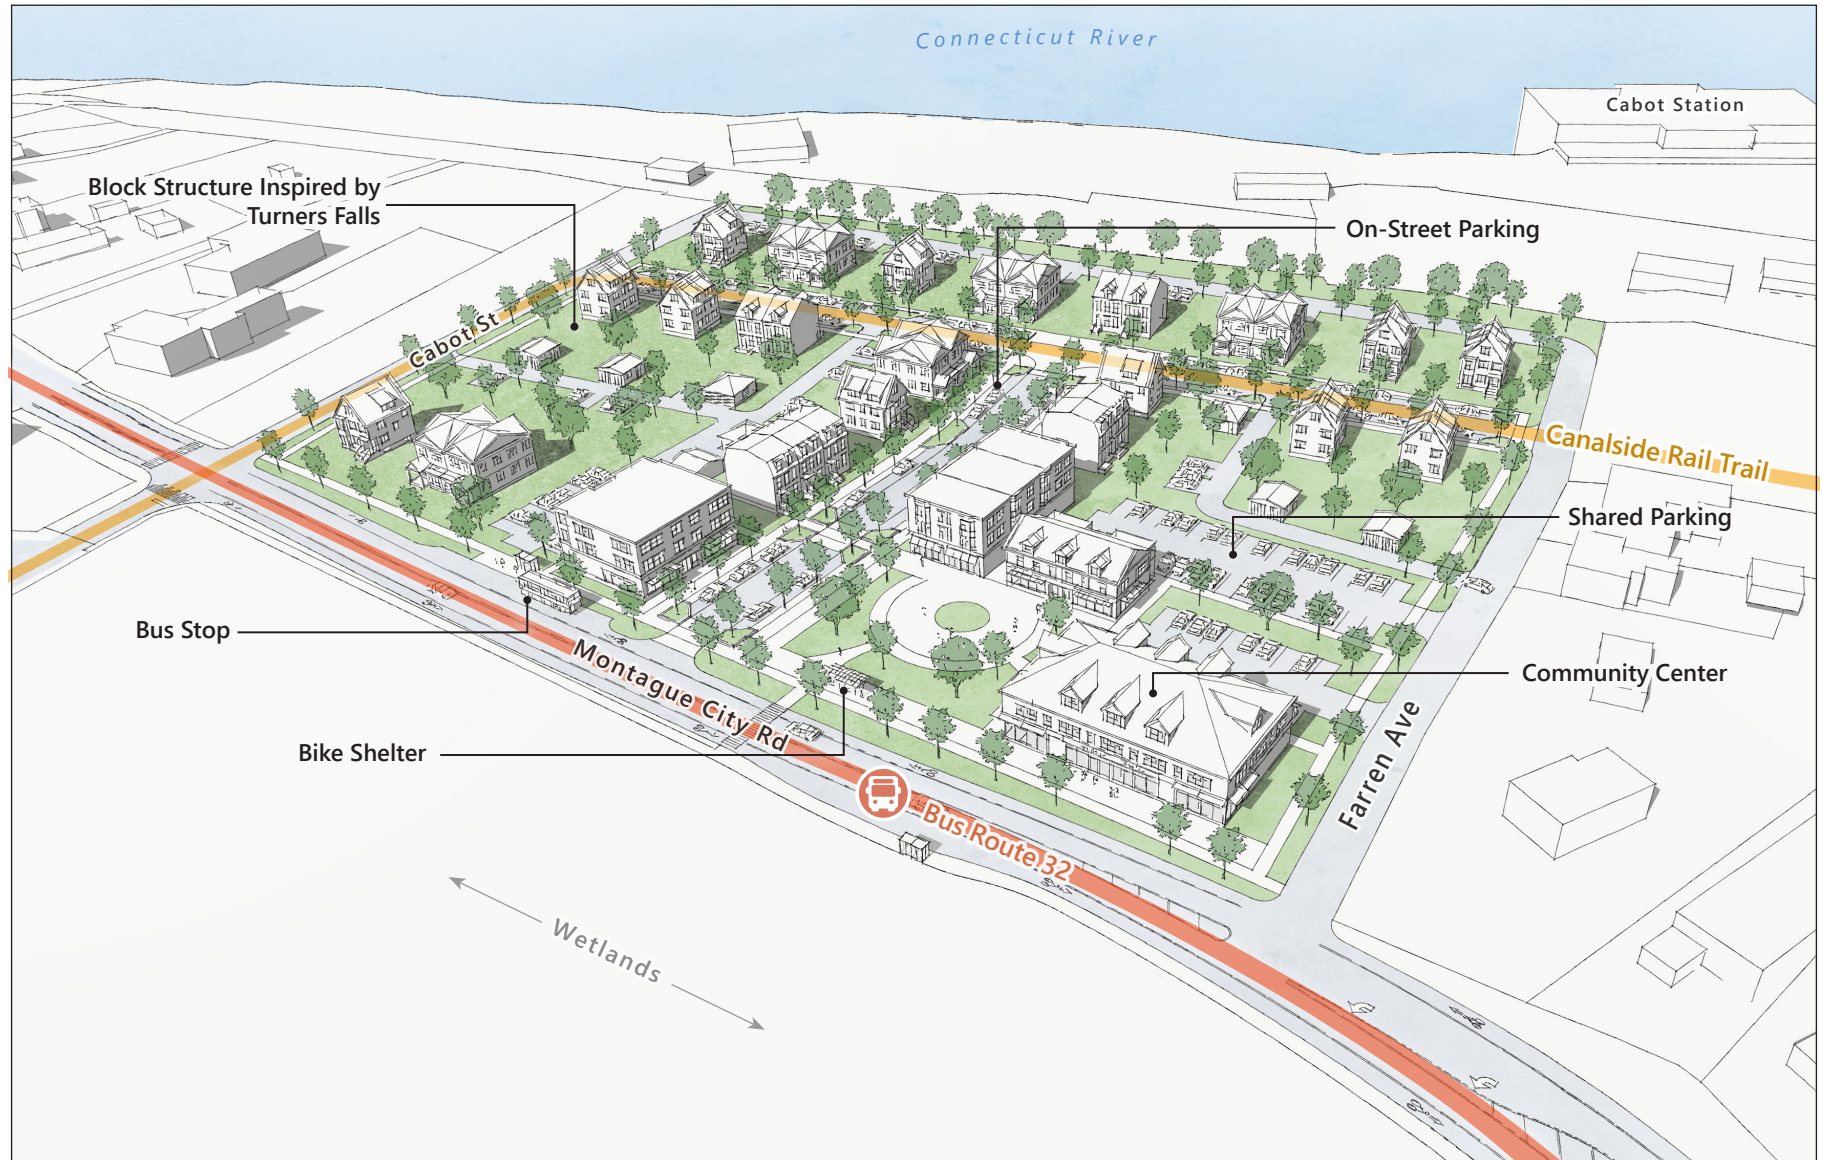 Connecticut River
Cabot Station
Block Structure Inspired by
Turners Falls
On-Street Parking
Cabot St
Canalside Rail Trail
Shared Parking
Bus Stop
Montague City Rd
Community Center
Bike Shelter
Farren Ave
Bus Route 32
Wetlands